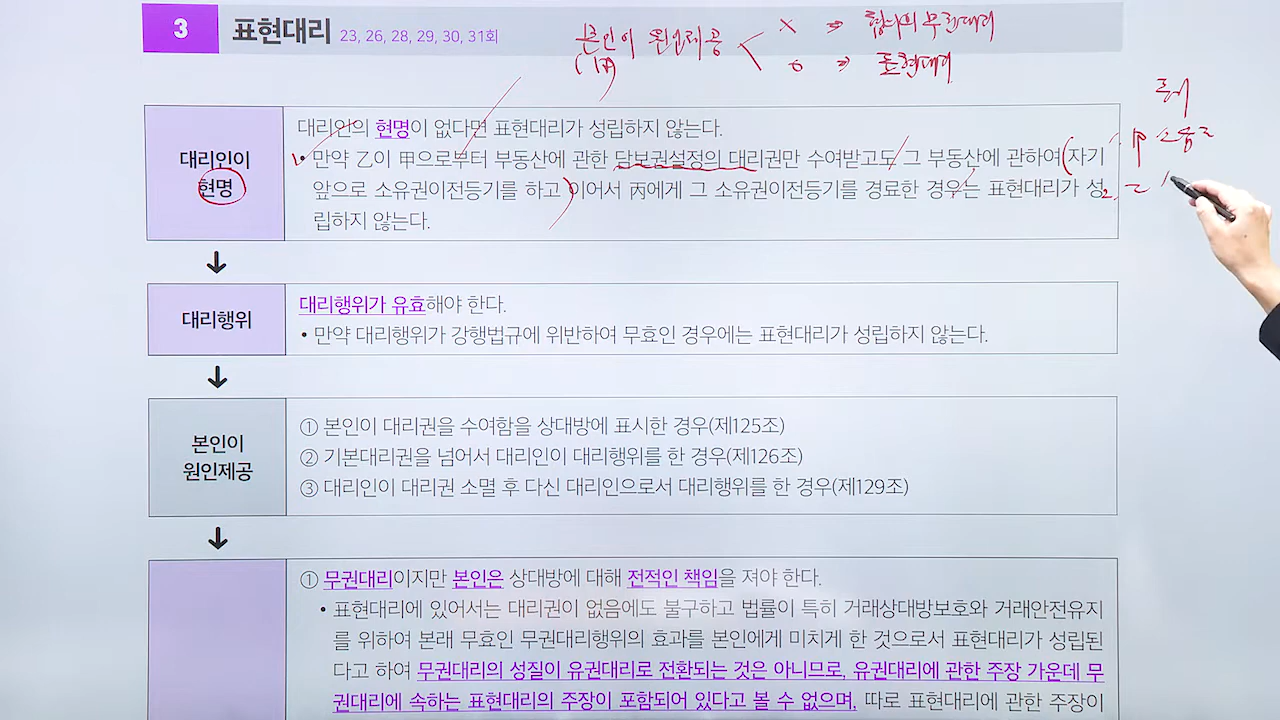 3 표현대리 23, 26, 28, 29, 30, 31회
본인이 원인제공
(甲)
X ⇒ 협의의 무권대리
O ⇒ 표현대리
대리인이
현명
대리인의 현명이 없다면 표현대리가 성립하지 않는다.
• 만약 乙이 甲으로부터 부동산에 관한 담보권설정의 대리권만 수여받고도 그 부동산에 관하여 자기
앞으로 소유권이전등기를 하고 이어서 丙에게 그 소유권이전등기를 경료한 경우는 표현대리가 성
립하지 않는다.
1. 甲
2. 乙
대리행위
대리행위가 유효해야 한다.
• 만약 대리행위가 강행법규에 위반하여 무효인 경우에는 표현대리가 성립하지 않는다.
본인이
원인제공
① 본인이 대리권을 수여함을 상대방에 표시한 경우(제125조)
② 기본대리권을 넘어서 대리인이 대리행위를 한 경우(제126조)
③ 대리인이 대리권 소멸 후 다신 대리인으로서 대리행위를 한 경우(제129조)
① 무권대리이지만 본인은 상대방에 대해 전적인 책임을 져야 한다.
• 표현대리에 있어서는 대리권이 없음에도 불구하고 법률이 특히 거래상대방보호와 거래안전유지
를 위하여 본래 무효인 무권대리행위의 효과를 본인에게 미치게 한 것으로서 표현대리가 성립된
다고 하여 무권대리의 성질이 유권대리로 전환되는 것은 아니므로, 유권대리에 관한 주장 가운데 무
권대리에 속하는 표현대리의 주장이 포함되어 있다고 볼 수 없으며, 따로 표현대리에 관한 주장이